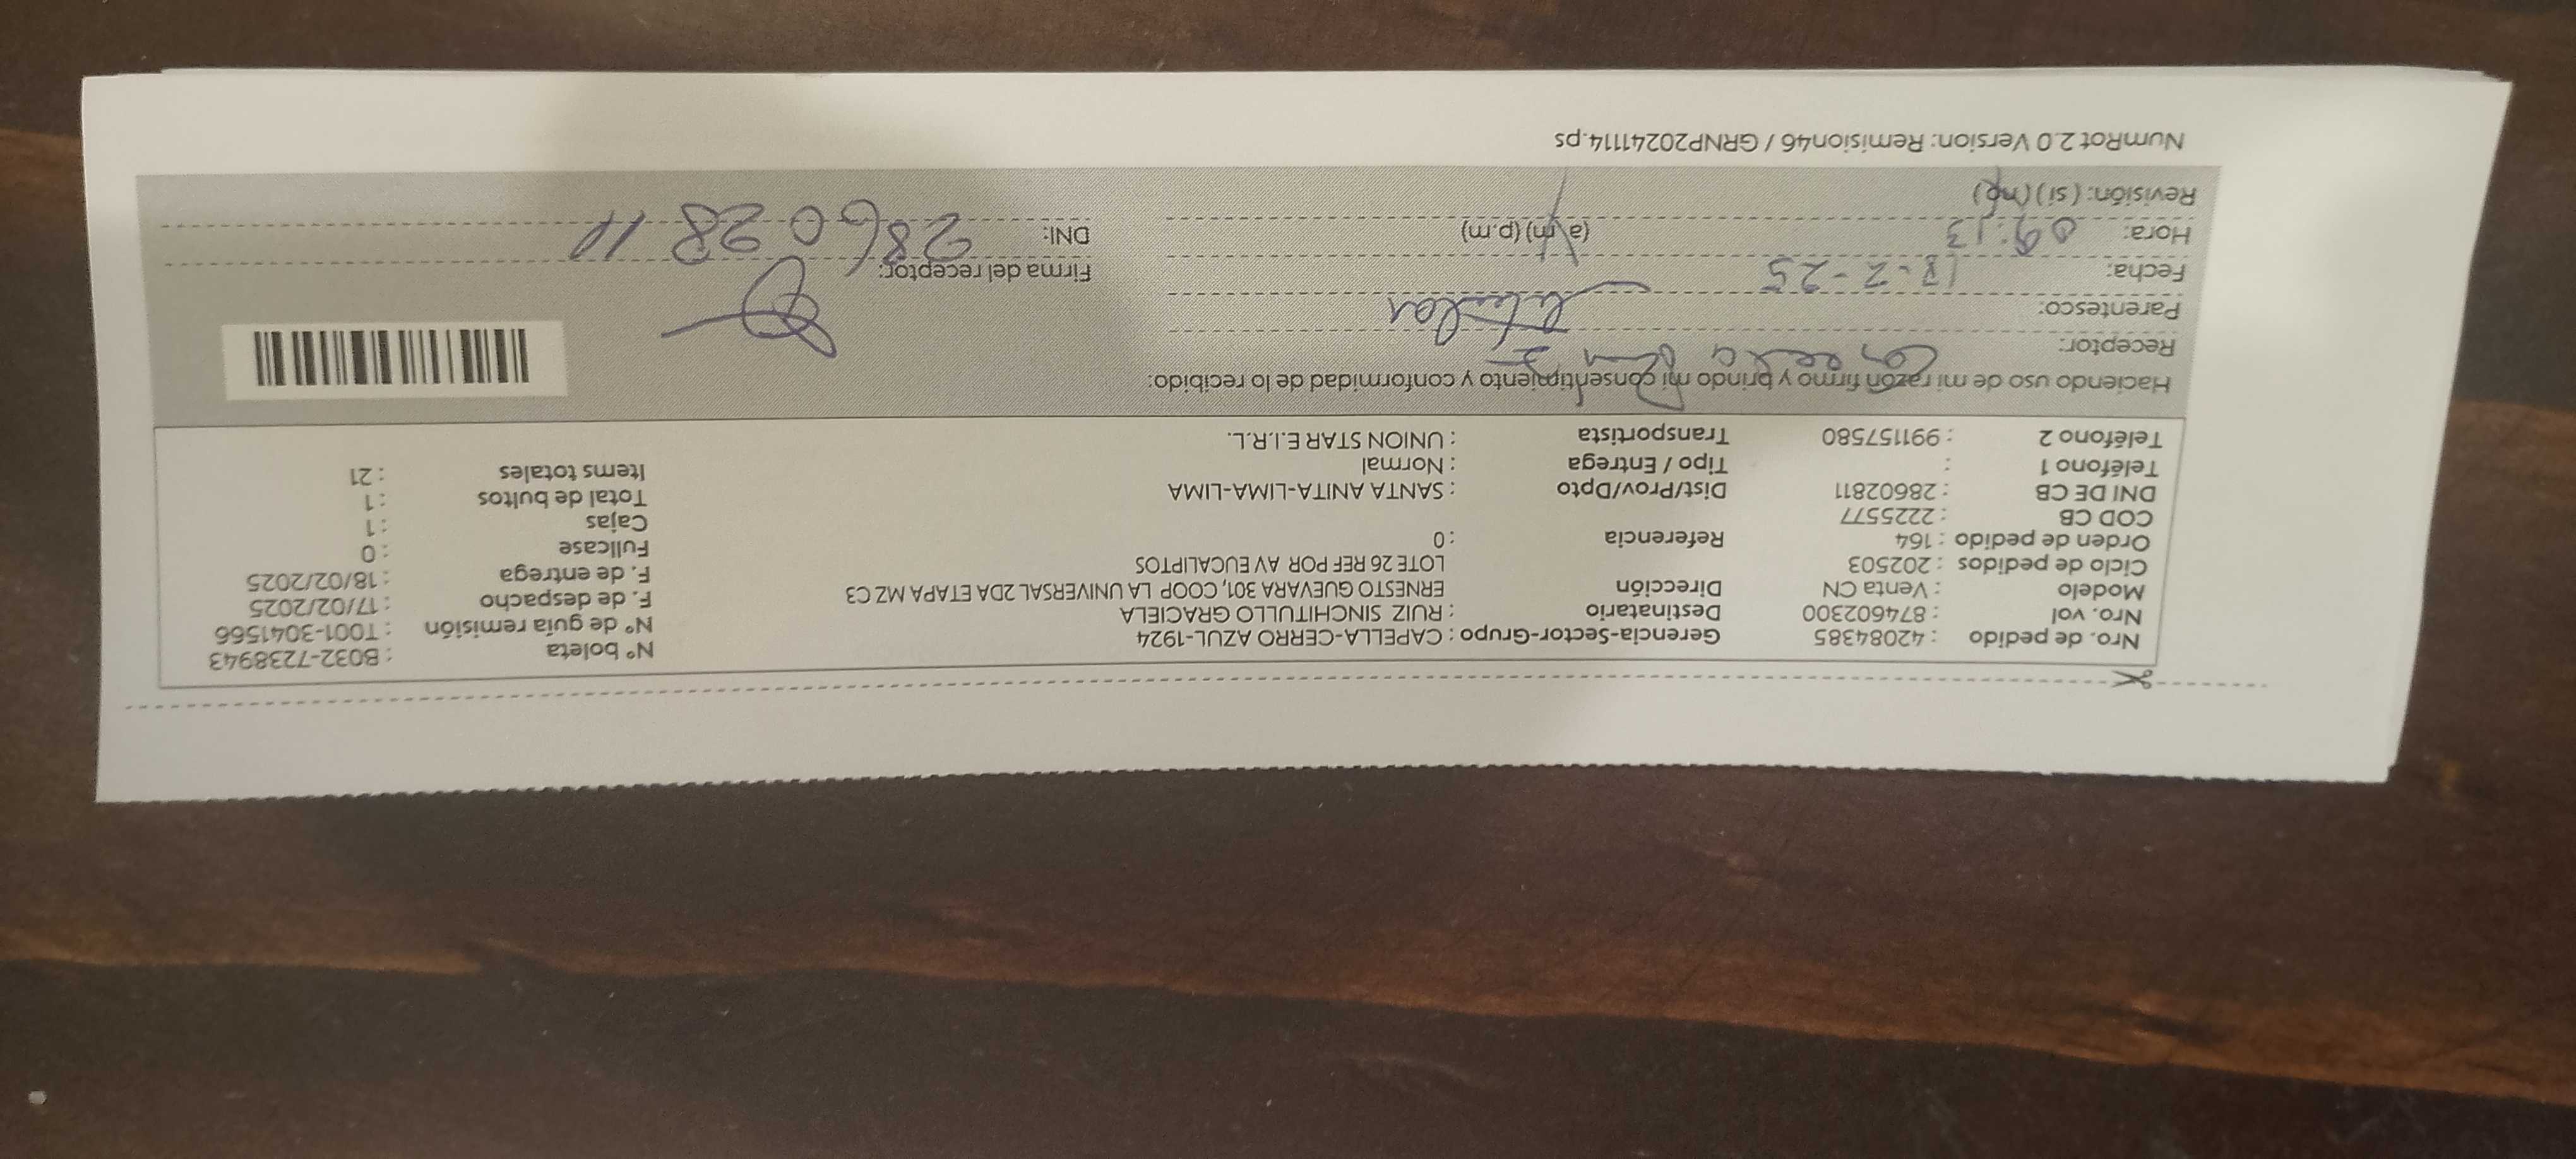 Nro. de pedido : 42084385 Gerencia-Sector-Grupo : CAPELLA-CERRO AZUL-1924 N° boleta : B032-7238943
Nro. vol : 874602300 Destinatario : RUIZ SINCHITULLO GRACIELA N° de guía remisión : T001-3041566
Modelo : Venta CN Dirección ERNESTO GUEVARA 301, COOP LA UNIVERSAL 2DA ETAPA MZ C3 F. de despacho : 17/02/2025
Ciclo de pedidos : 202503 LOTE 26 REF POR AV EUCALIPTOS F. de entrega : 18/02/2025
Orden de pedido : 164 Referencia : 0 Fullcase : 0
COD CB : 2225577 Cajas : 1
DNI DE CB : 28602811 Dist/Prov/Dpto : SANTA ANITA-LIMA-LIMA Total de bultos : 1
Teléfono 1 : Tipo / Entrega : Normal Items totales : 21
Teléfono 2 : 991157580 Transportista : UNION STAR E.I.R.L.
Haciendo uso de mi razón firmo y brindo mi consentimiento y conformidad de lo recibido:
Receptor:
Parentesco: titular
Fecha: 18-2-25 Firma del receptor:
Hora: 09:13 (a.m) (p.m) DNI: 28602811
Revisión: (sí) (no)
NumRot 2.0 Version: Remision46 / GRNP20241114.ps